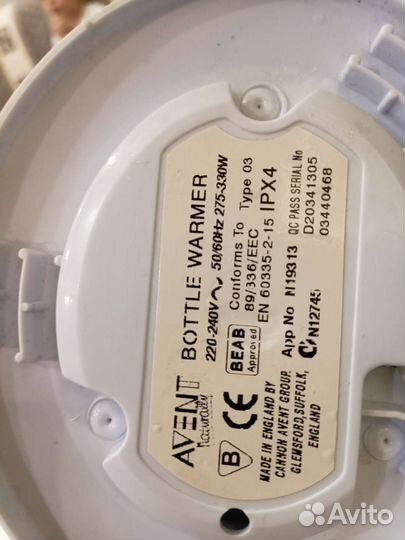 AVENT
naturally
BOTTLE WARMER
220-240V ~ 50/60Hz 275-330W
BEAB
Approved
Conforms To Type 03
89/336/EEC
EN 60335-2-15 IPX4
B
CE
App No N19313
N12745
QC PASS SERIAL No
D20341305
03440468
MADE IN ENGLAND BY
CANNON AVENT GROUP.
GLEMSFORD, SUFFOLK,
ENGLAND
Avito